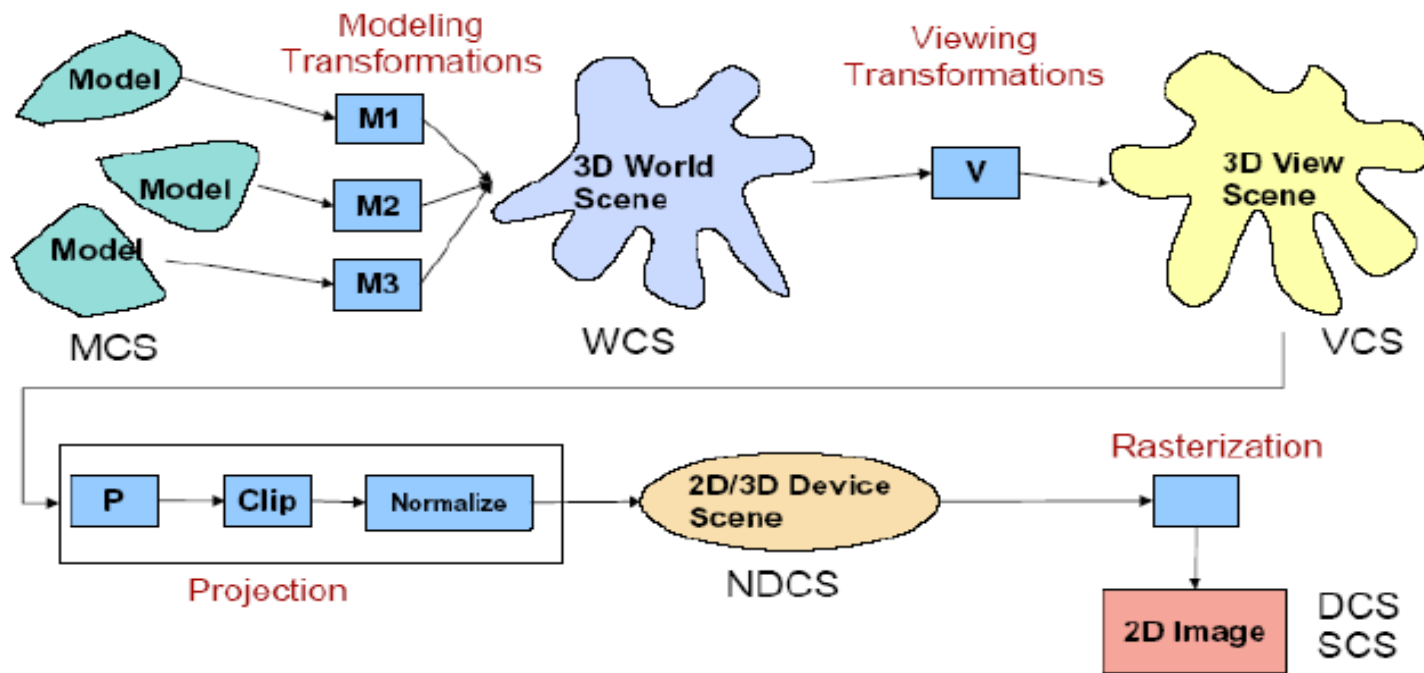 Modeling
Transformations
Viewing
Transformations
Model
M1
Model
M2
Model
M3
3D World
Scene
V
3D View
Scene
MCS
WCS
VCS
Rasterization
P
Clip
Normalize
2D/3D Device
Scene
Projection
NDCS
2D Image
DCS
SCS